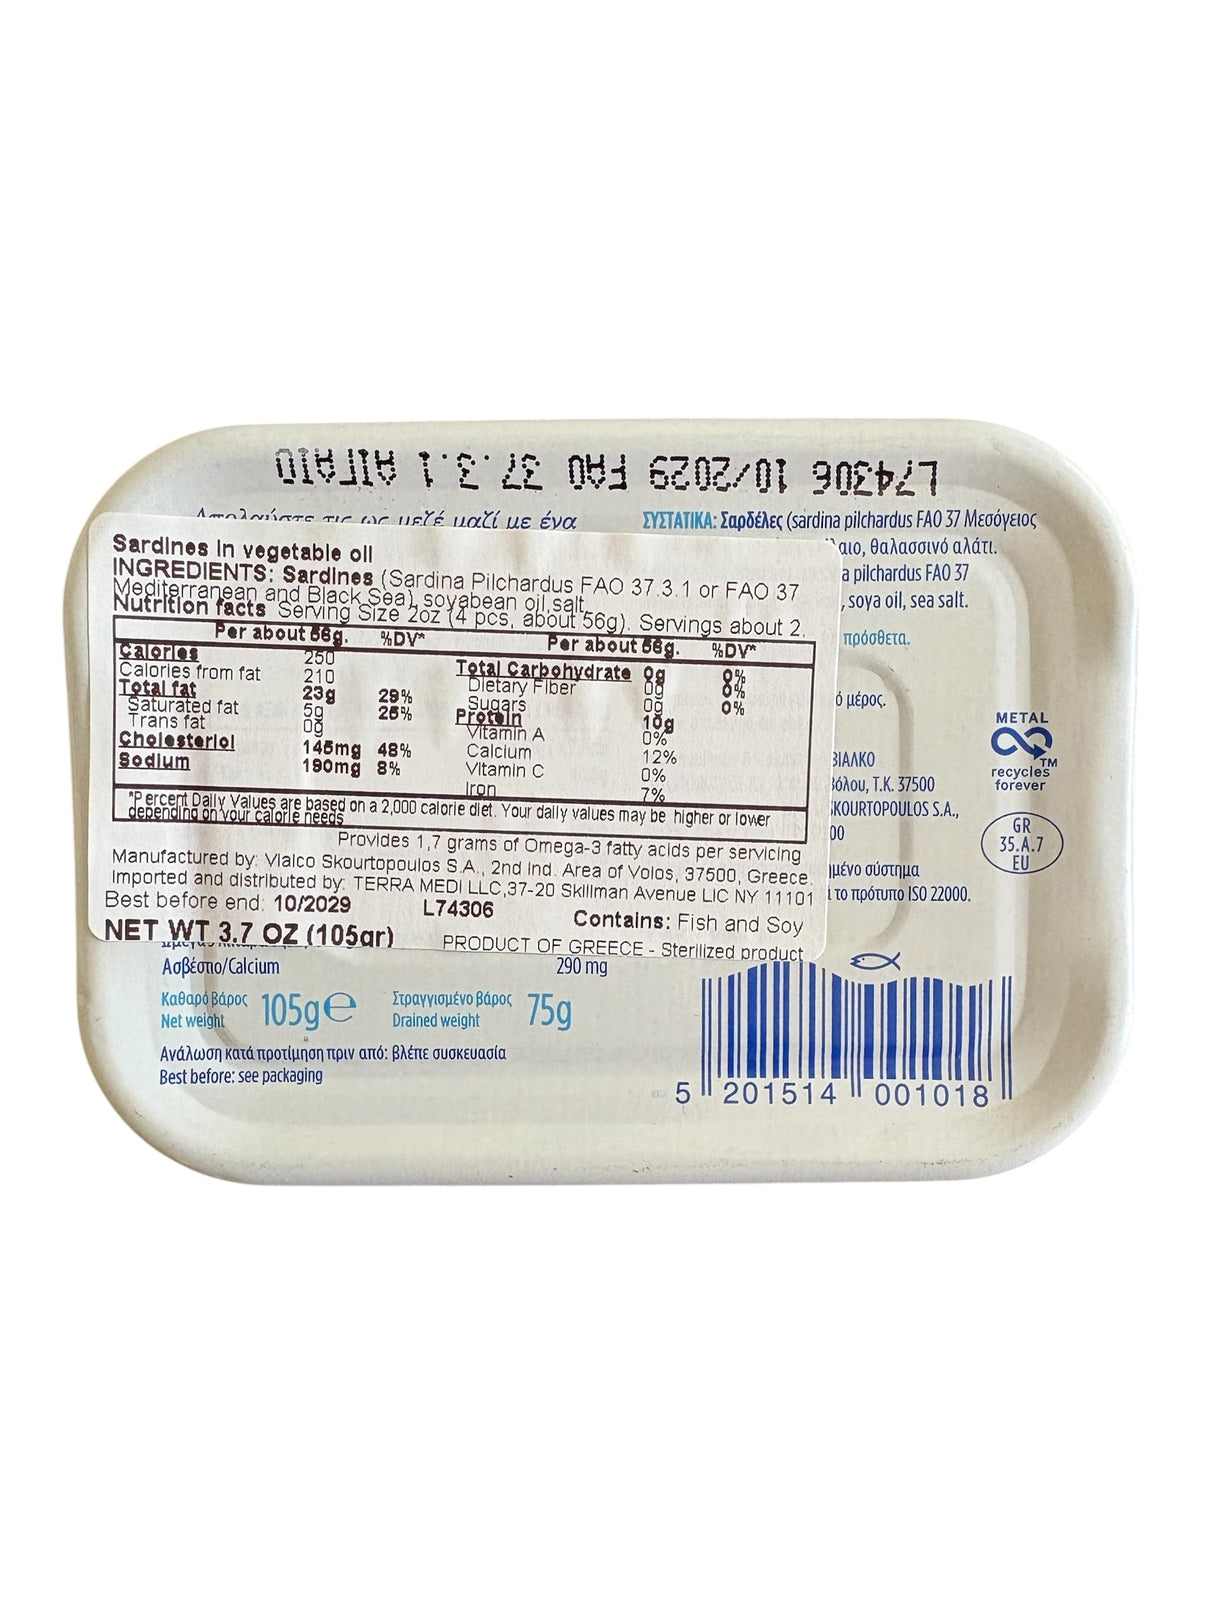 L74306 10/2029 FAO 37.3.1 ΑΙΓΑΙΟ
Απολαύστε τις ως μεζέ μαζί με ένα
ΣΥΣΤΑΤΙΚΑ: Σαρδέλες (sardina pilchardus FAO 37 Μεσόγειος
λαιο, θαλασσινό αλάτι.
a pilchardus FAO 37
, soya oil, sea salt.
πρόσθετα.
ό μέρος.
ΒΙΑΛΚΟ
Βόλου, Τ.Κ. 37500
SKOURTOPOULOS S.A.,
00
μένο σύστημα
ι το πρότυπο ISO 22000.
METAL
TM
recycles
forever
GR
35.A.7
EU
Sardines in vegetable oil
INGREDIENTS: Sardines (Sardina Pilchardus FAO 37.3.1 or FAO 37
Mediterranean and Black Sea), soyabean oil,salt.
Nutrition facts Serving Size 2oz (4 pcs, about 56g). Servings about 2.
Per about 56g. %DV* Per about 56g. %DV*
Calories 250
Calories from fat 210
Total fat 23g 29%
Saturated fat 5g 25%
Trans fat 0g
Cholesteriol 145mg 48%
Sodium 190mg 8%
Total Carbohydrate 0g 0%
Dietary Fiber 0g 0%
Sugars 0g 0%
Protein 10g
Vitamin A 0%
Calcium 12%
Vitamin C 0%
Iron 7%
*Percent Daily Values are based on a 2,000 calorie diet. Your daily values may be higher or lower
depending on your calorie needs
Provides 1,7 grams of Omega-3 fatty acids per servicing
Manufactured by: Vialco Skourtopoulos S.A., 2nd Ind. Area of Volos, 37500, Greece.
Imported and distributed by: TERRA MEDI LLC,37-20 Skillman Avenue LIC NY 11101
Best before end: 10/2029 L74306
Contains: Fish and Soy
NET WT 3.7 OZ (105gr)
PRODUCT OF GREECE - Sterilized product
Ασβέστιο/Calcium 290 mg
Καθαρό βάρος 105g℮
Net weight
Στραγγισμένο βάρος 75g
Drained weight
Ανάλωση κατά προτίμηση πριν από: βλέπε συσκευασία
Best before: see packaging
5 201514 001018